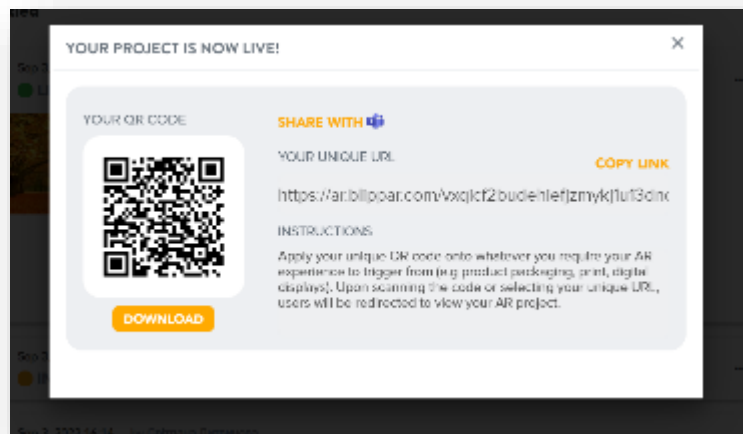 YOUR PROJECT IS NOW LIVE!
YOUR QR CODE
SHARE WITH
YOUR UNIQUE URL
COPY LINK
INSTRUCTIONS
Apply your unique QR code onto whatever you require your AR
experience to trigger from (e.g product packaging, print, digital
displays). Upon scanning the code or selecting your unique URL,
users will be redirected to view your AR project.
DOWNLOAD